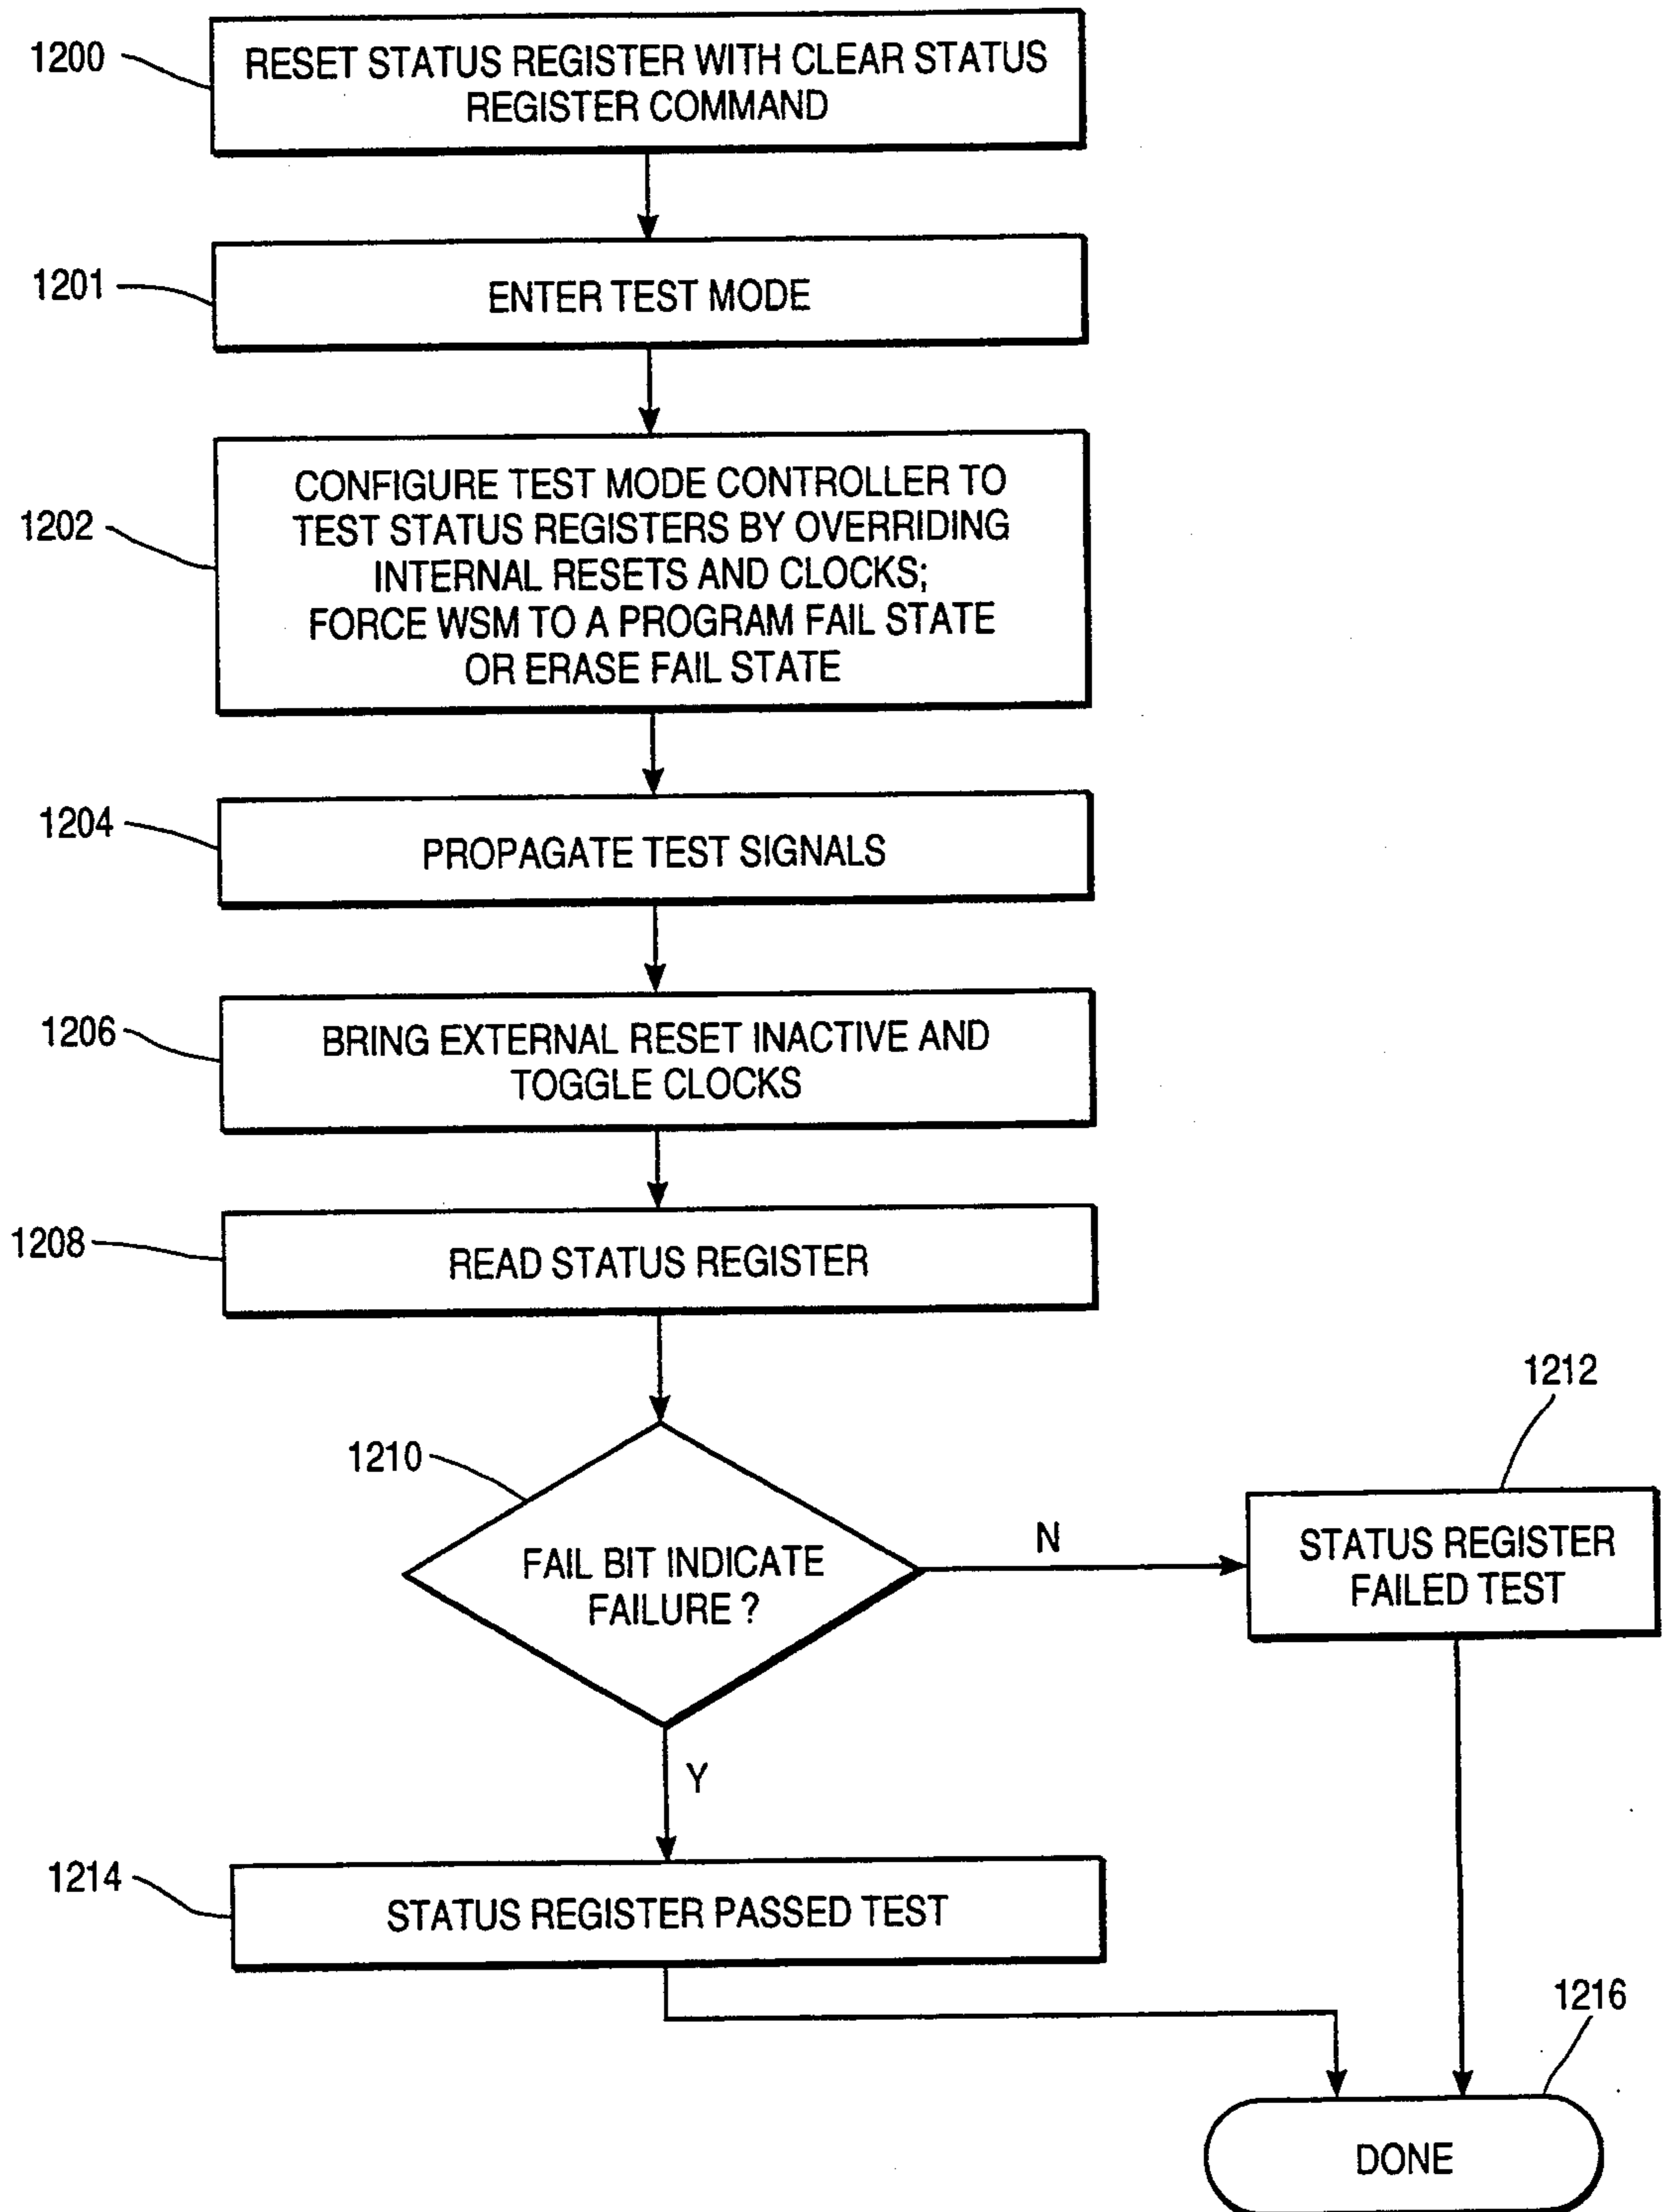 1200
RESET STATUS REGISTER WITH CLEAR STATUS
REGISTER COMMAND
1201
ENTER TEST MODE
1202
CONFIGURE TEST MODE CONTROLLER TO
TEST STATUS REGISTERS BY OVERRIDING
INTERNAL RESETS AND CLOCKS;
FORCE WSM TO A PROGRAM FAIL STATE
OR ERASE FAIL STATE
1204
PROPAGATE TEST SIGNALS
1206
BRING EXTERNAL RESET INACTIVE AND
TOGGLE CLOCKS
1208
READ STATUS REGISTER
1210
FAIL BIT INDICATE
FAILURE ?
N
1212
STATUS REGISTER
FAILED TEST
Y
1214
STATUS REGISTER PASSED TEST
1216
DONE